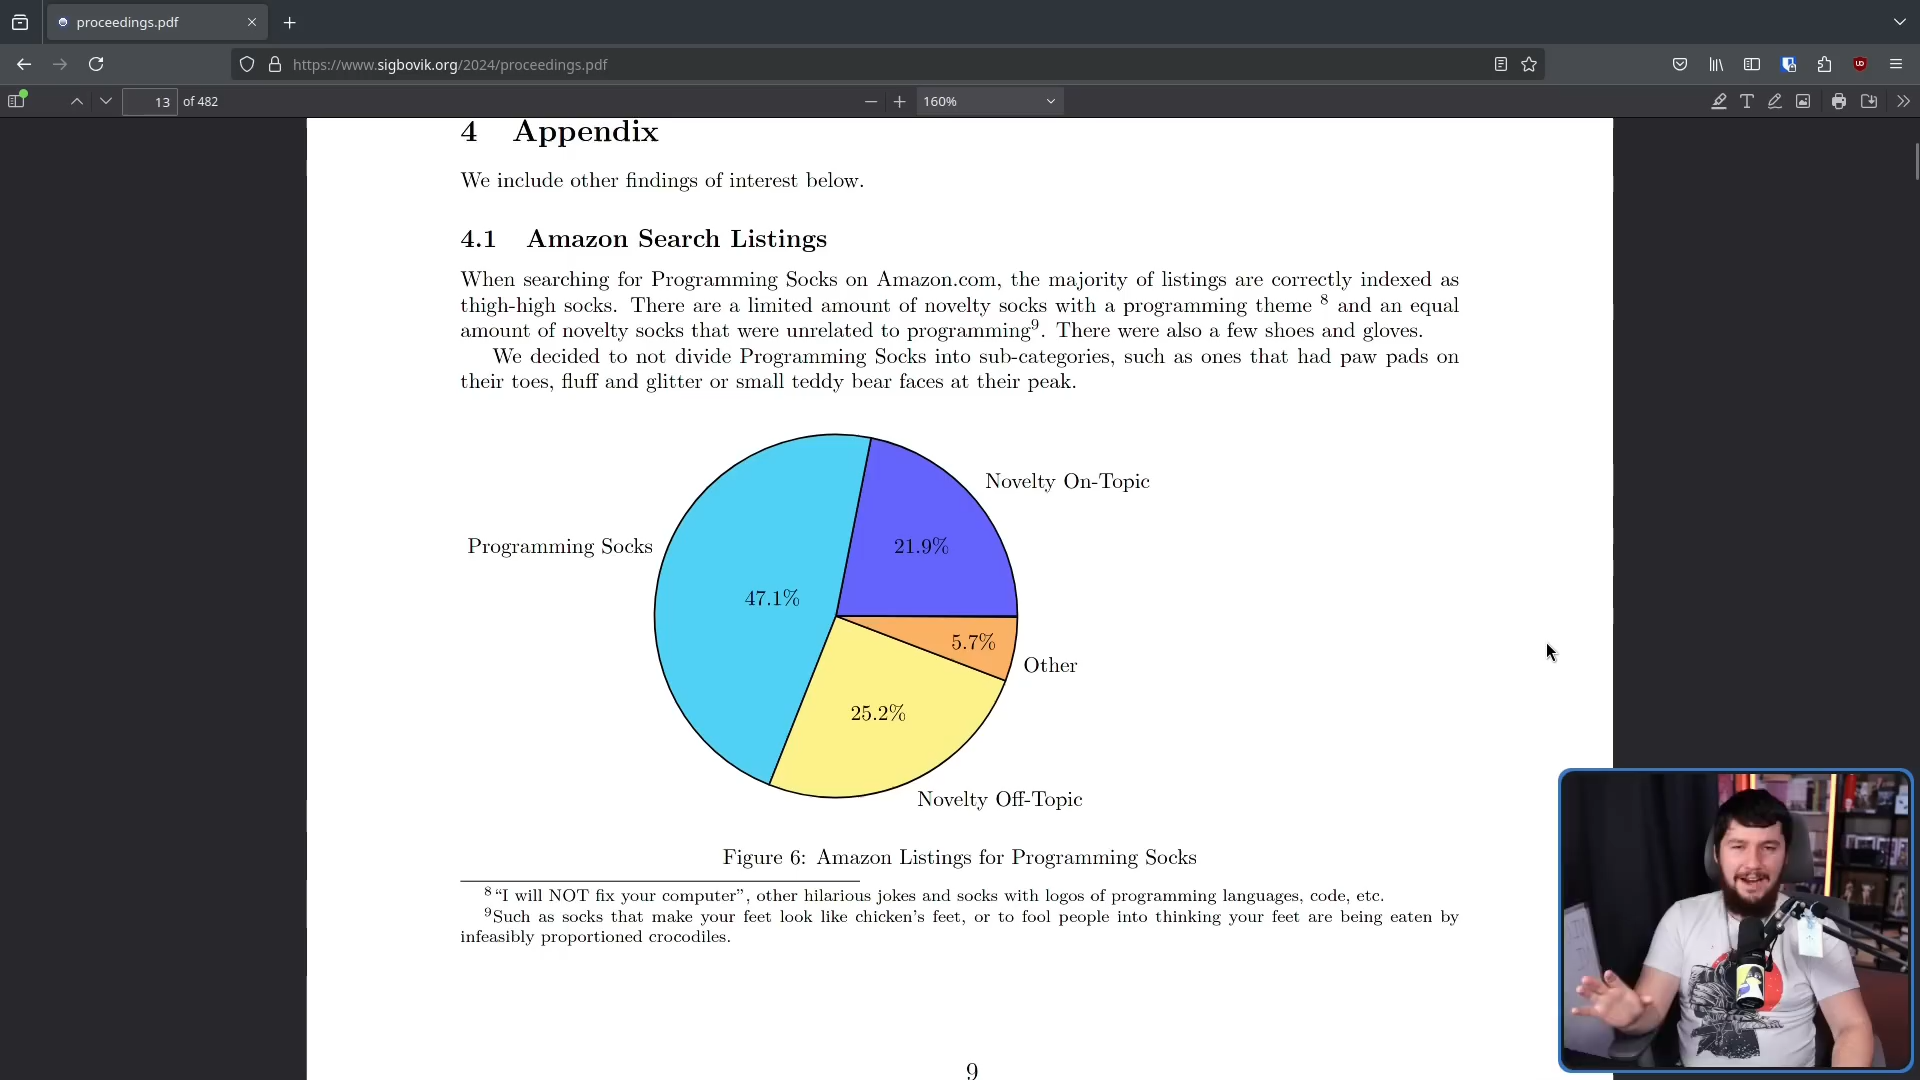 proceedings.pdf
https://www.sigbovik.org/2024/proceedings.pdf
13 of 482
160%
4 Appendix
We include other findings of interest below.
4.1 Amazon Search Listings
When searching for Programming Socks on Amazon.com, the majority of listings are correctly indexed as
thigh-high socks. There are a limited amount of novelty socks with a programming theme 8 and an equal
amount of novelty socks that were unrelated to programming9. There were also a few shoes and gloves.
We decided to not divide Programming Socks into sub-categories, such as ones that had paw pads on
their toes, fluff and glitter or small teddy bear faces at their peak.
Novelty On-Topic
Programming Socks
21.9%
47.1%
5.7%
Other
25.2%
Novelty Off-Topic
Figure 6: Amazon Listings for Programming Socks
8 “I will NOT fix your computer”, other hilarious jokes and socks with logos of programming languages, code, etc.
9Such as socks that make your feet look like chicken's feet, or to fool people into thinking your feet are being eaten by
infeasibly proportioned crocodiles.
9